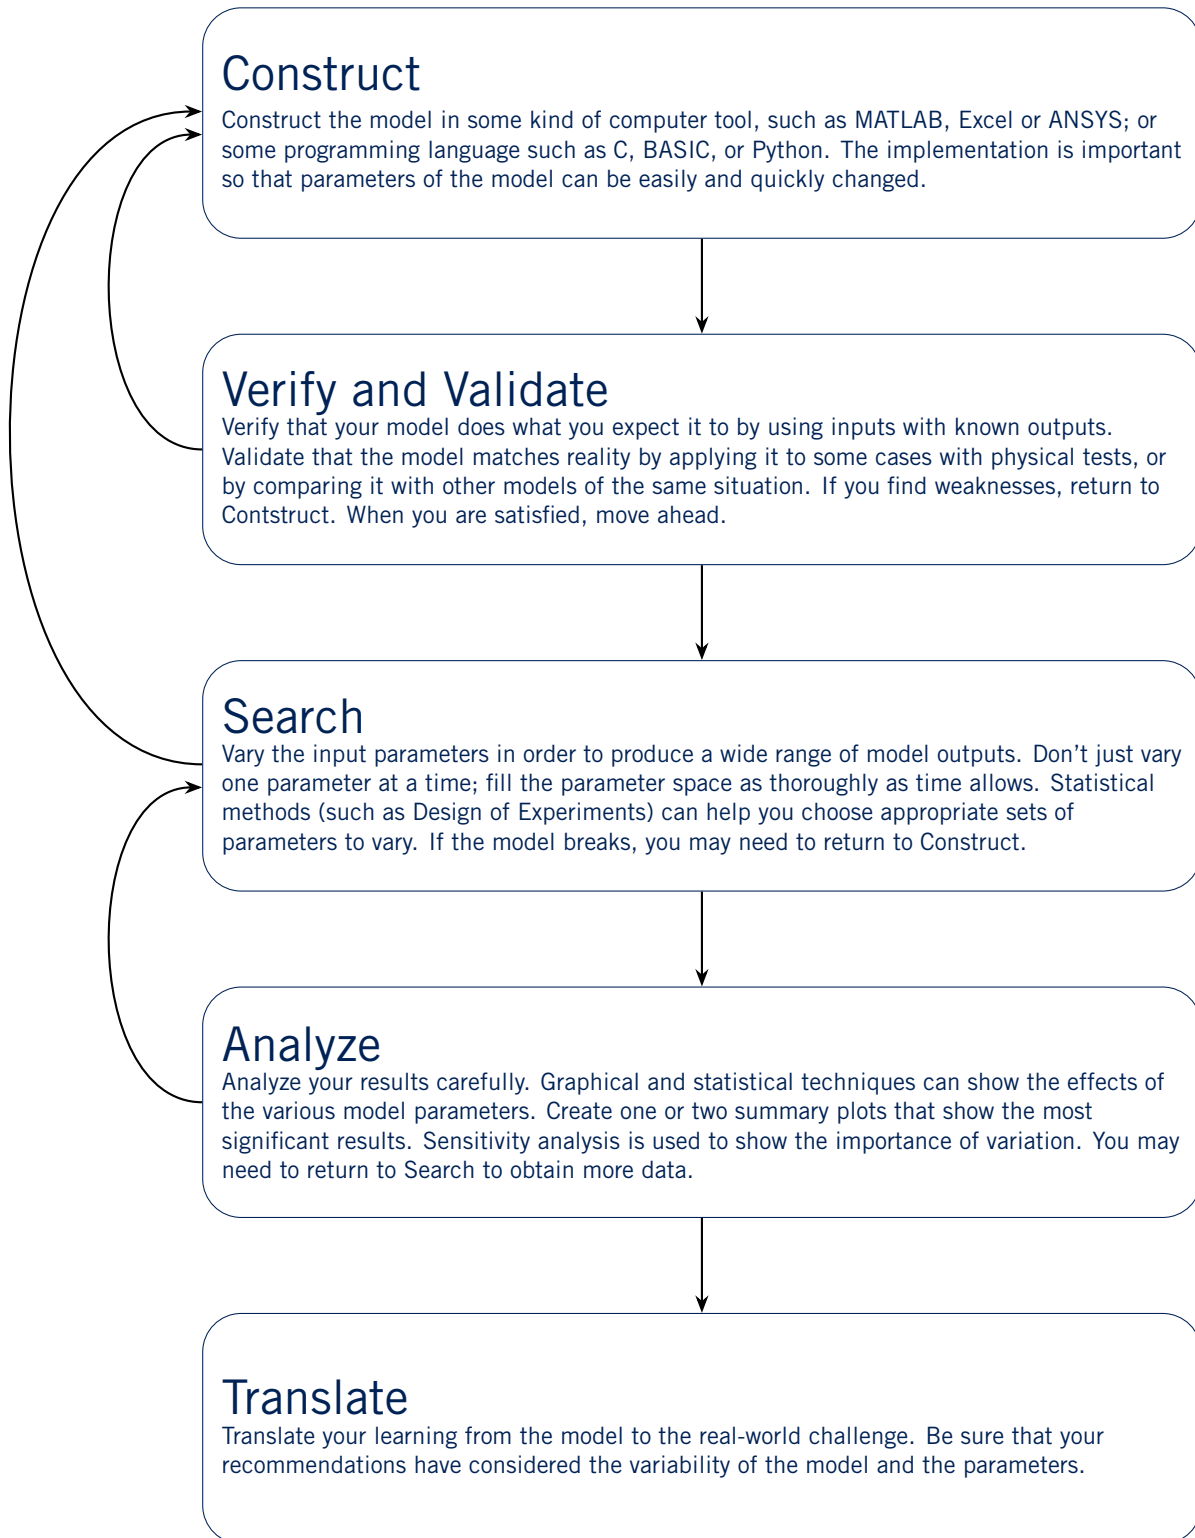 Construct
Construct the model in some kind of computer tool, such as MATLAB, Excel or ANSYS; or
some programming language such as C, BASIC, or Python. The implementation is important
so that parameters of the model can be easily and quickly changed.
Verify and Validate
Verify that your model does what you expect it to by using inputs with known outputs.
Validate that the model matches reality by applying it to some cases with physical tests, or
by comparing it with other models of the same situation. If you find weaknesses, return to
Contstruct. When you are satisfied, move ahead.
Search
Vary the input parameters in order to produce a wide range of model outputs. Don't just vary
one parameter at a time; fill the parameter space as thoroughly as time allows. Statistical
methods (such as Design of Experiments) can help you choose appropriate sets of
parameters to vary. If the model breaks, you may need to return to Construct.
Analyze
Analyze your results carefully. Graphical and statistical techniques can show the effects of
the various model parameters. Create one or two summary plots that show the most
significant results. Sensitivity analysis is used to show the importance of variation. You may
need to return to Search to obtain more data.
Translate
Translate your learning from the model to the real-world challenge. Be sure that your
recommendations have considered the variability of the model and the parameters.